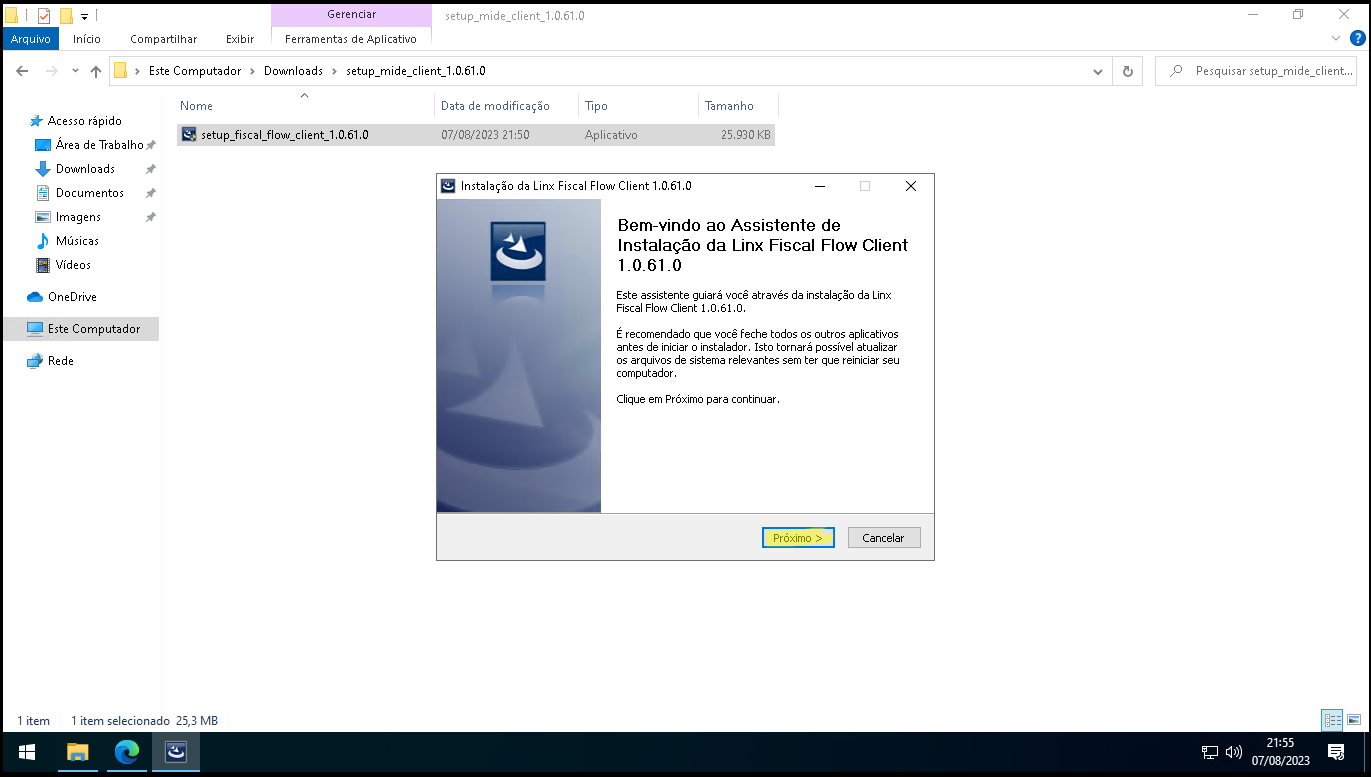 Gerenciar
setup_mide_client_1.0.61.0
Arquivo Início Compartilhar Exibir Ferramentas de Aplicativo
?
Este Computador > Downloads > setup_mide_client_1.0.61.0
Pesquisar setup_mide_client...
Nome Data de modificação Tipo Tamanho
setup_fiscal_flow_client_1.0.61.0 07/08/2023 21:50 Aplicativo 25.930 KB
Acesso rápido
Área de Trabalho
Downloads
Documentos
Imagens
Músicas
Vídeos
OneDrive
Este Computador
Rede
Instalação da Linx Fiscal Flow Client 1.0.61.0
Bem-vindo ao Assistente de
Instalação da Linx Fiscal Flow Client
1.0.61.0
Este assistente guiará você através da instalação da Linx
Fiscal Flow Client 1.0.61.0.
É recomendado que você feche todos os outros aplicativos
antes de iniciar o instalador. Isto tornará possível atualizar
os arquivos de sistema relevantes sem ter que reiniciar seu
computador.
Clique em Próximo para continuar.
Próximo > Cancelar
1 item 1 item selecionado 25,3 MB
21:55
07/08/2023